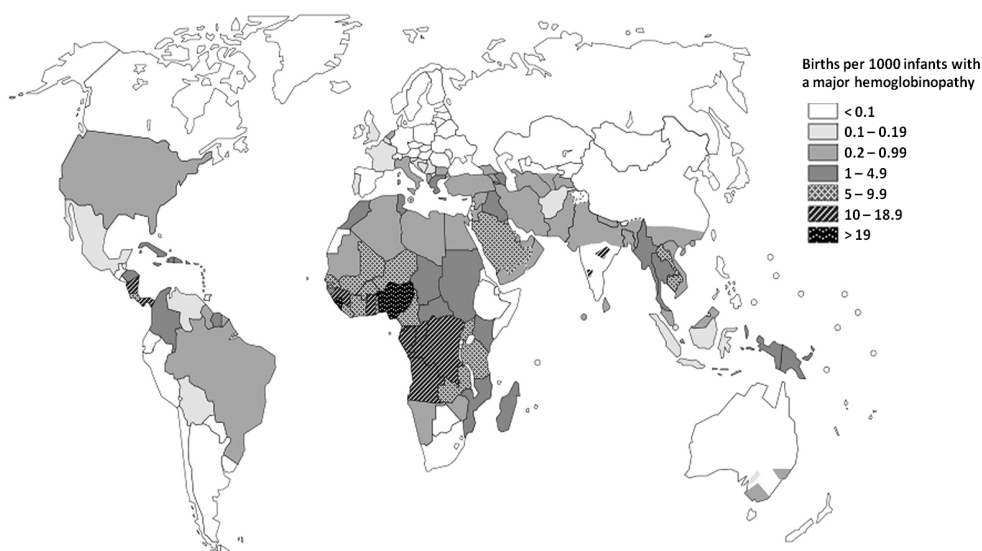 Births per 1000 infants with
a major hemoglobinopathy
< 0.1
0.1 – 0.19
0.2 – 0.99
1 – 4.9
5 – 9.9
10 – 18.9
> 19